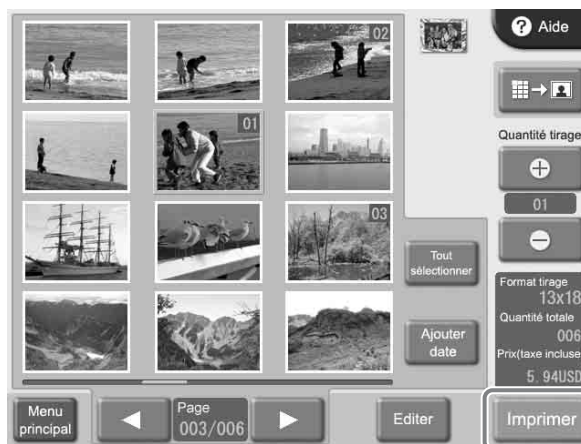 02
? Aide
Quantité tirage
01
01
03
Tout
sélectionner
Format tirage
13x18
Quantité totale
006
Prix(taxe incluse
5. 94USD
Ajouter
date
Menu
principal
Page
003/006
Editer
Imprimer